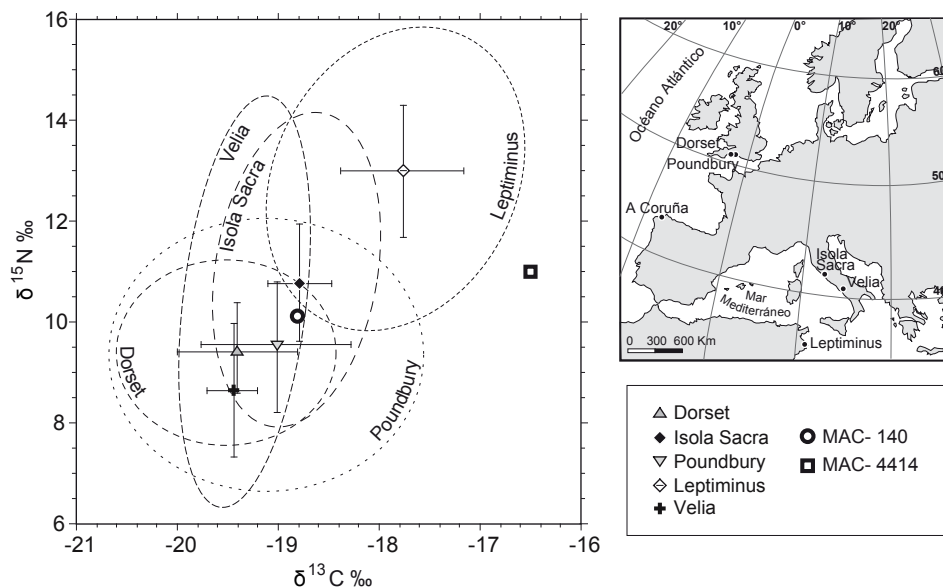 16
14
12
10
8
6
δ ¹⁵N ‰
-21
-20
-19
-18
-17
-16
δ ¹³C ‰
Velia
Isola Sacra
Leptiminus
Dorset
Poundbury
20°
10°
0°
10°
20°
60
50
40
Océano Atlántico
Dorset
Poundbury
A Coruña
Isola
Sacra
Velia
Mar
Mediterráneo
Leptiminus
0 300 600 Km
Dorset
Isola Sacra
Poundbury
Leptiminus
Velia
MAC- 140
MAC- 4414